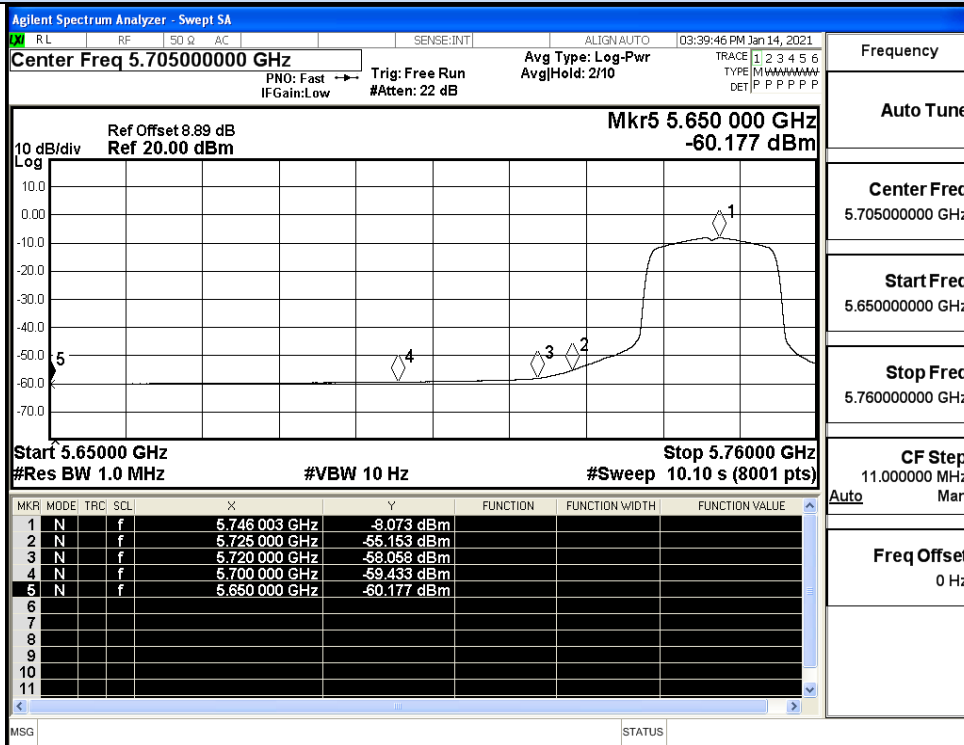 Agilent Spectrum Analyzer - Swept SA
LXI RL RF 50 Ω AC SENSE:INT ALIGN AUTO 03:39:46 PM Jan 14, 2021
Center Freq 5.705000000 GHz
PNO: Fast
IFGain:Low
Trig: Free Run
#Atten: 22 dB
Avg Type: Log-Pwr
Avg|Hold: 2/10
TRACE 1 2 3 4 5 6
TYPE M
DET P P P P P P
Mkr5 5.650 000 GHz
-60.177 dBm
Ref Offset 8.89 dB
10 dB/div Ref 20.00 dBm
Log
10.0
0.00
-10.0
-20.0
-30.0
-40.0
-50.0
-60.0
-70.0
1
2
3
4
5
Start 5.65000 GHz Stop 5.76000 GHz
#Res BW 1.0 MHz #VBW 10 Hz #Sweep 10.10 s (8001 pts)
MKR MODE TRC SCL X Y FUNCTION FUNCTION WIDTH FUNCTION VALUE
1 N f 5.746 003 GHz -8.073 dBm
2 N f 5.725 000 GHz -55.153 dBm
3 N f 5.720 000 GHz -58.058 dBm
4 N f 5.700 000 GHz -59.433 dBm
5 N f 5.650 000 GHz -60.177 dBm
6
7
8
9
10
11
MSG STATUS
Frequency
Auto Tune
Center Freq
5.705000000 GHz
Start Freq
5.650000000 GHz
Stop Freq
5.760000000 GHz
CF Step
11.000000 MHz
Auto Man
Freq Offset
0 Hz